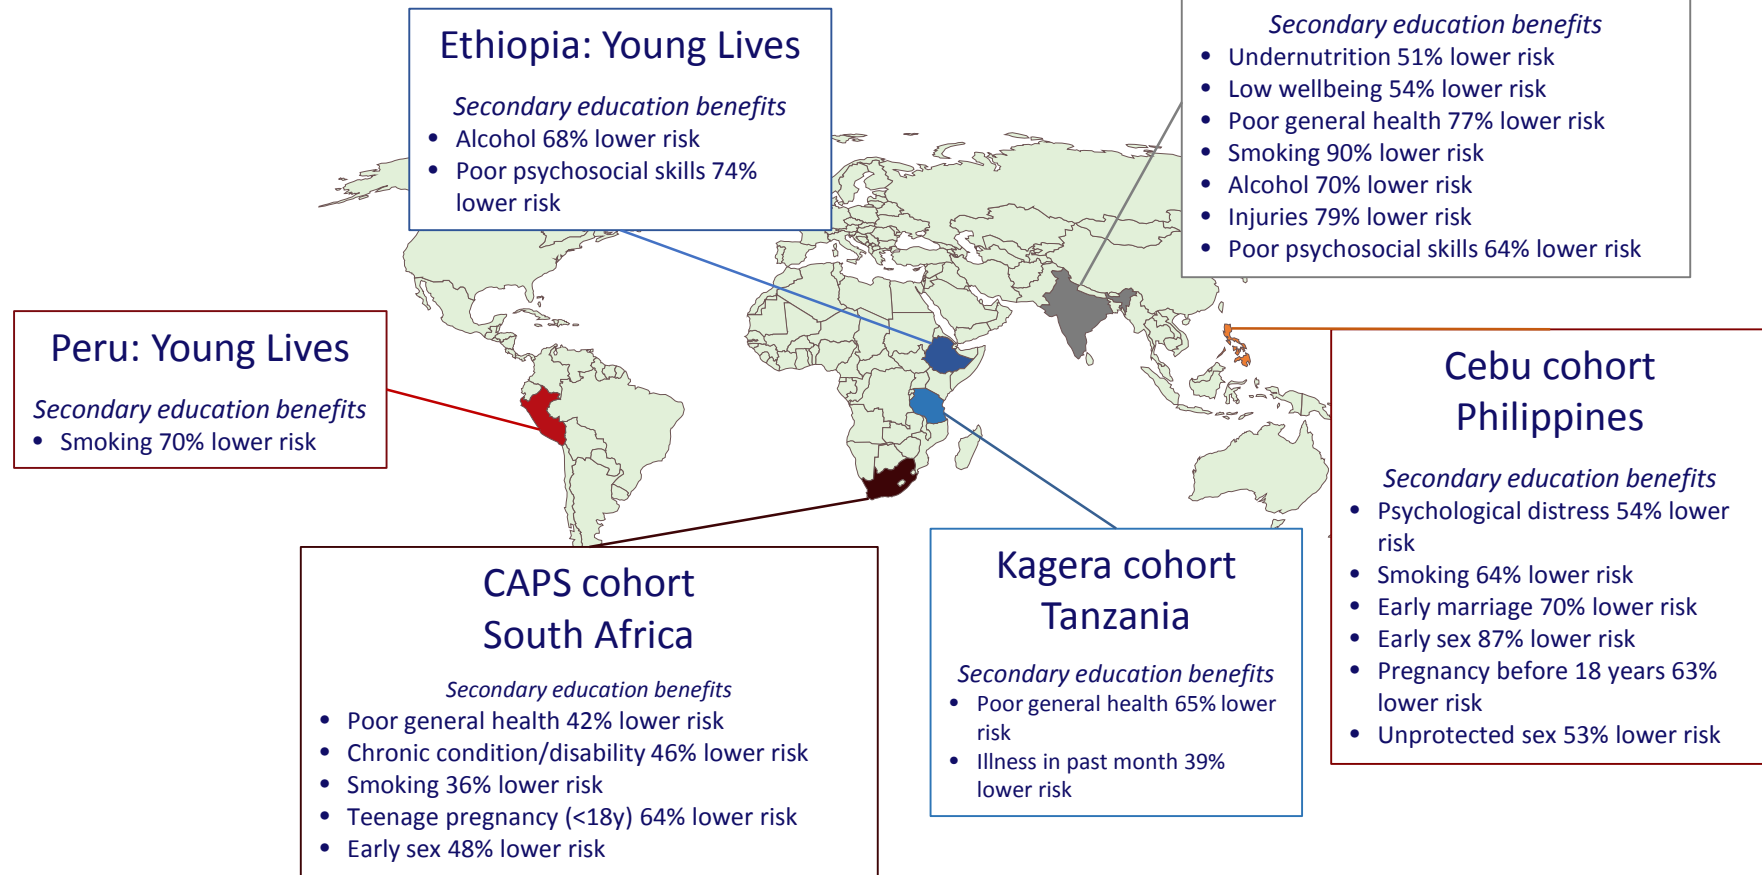 Ethiopia: Young Lives
Secondary education benefits
• Alcohol 68% lower risk
• Poor psychosocial skills 74%
lower risk
Secondary education benefits
• Undernutrition 51% lower risk
• Low wellbeing 54% lower risk
• Poor general health 77% lower risk
• Smoking 90% lower risk
• Alcohol 70% lower risk
• Injuries 79% lower risk
• Poor psychosocial skills 64% lower risk
Peru: Young Lives
Secondary education benefits
• Smoking 70% lower risk
Cebu cohort
Philippines
Secondary education benefits
• Psychological distress 54% lower
risk
• Smoking 64% lower risk
• Early marriage 70% lower risk
• Early sex 87% lower risk
• Pregnancy before 18 years 63%
lower risk
• Unprotected sex 53% lower risk
CAPS cohort
South Africa
Secondary education benefits
• Poor general health 42% lower risk
• Chronic condition/disability 46% lower risk
• Smoking 36% lower risk
• Teenage pregnancy (<18y) 64% lower risk
• Early sex 48% lower risk
Kagera cohort
Tanzania
Secondary education benefits
• Poor general health 65% lower
risk
• Illness in past month 39%
lower risk